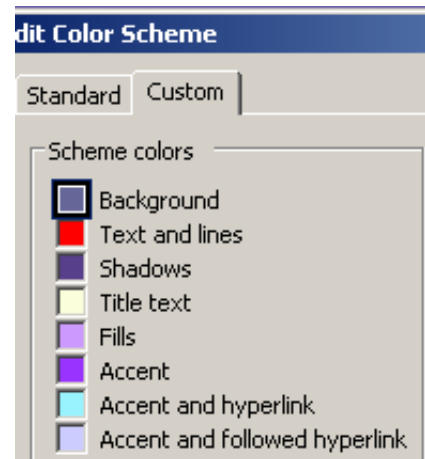 dit Color Scheme
Standard Custom
Scheme colors
Background
Text and lines
Shadows
Title text
Fills
Accent
Accent and hyperlink
Accent and followed hyperlink